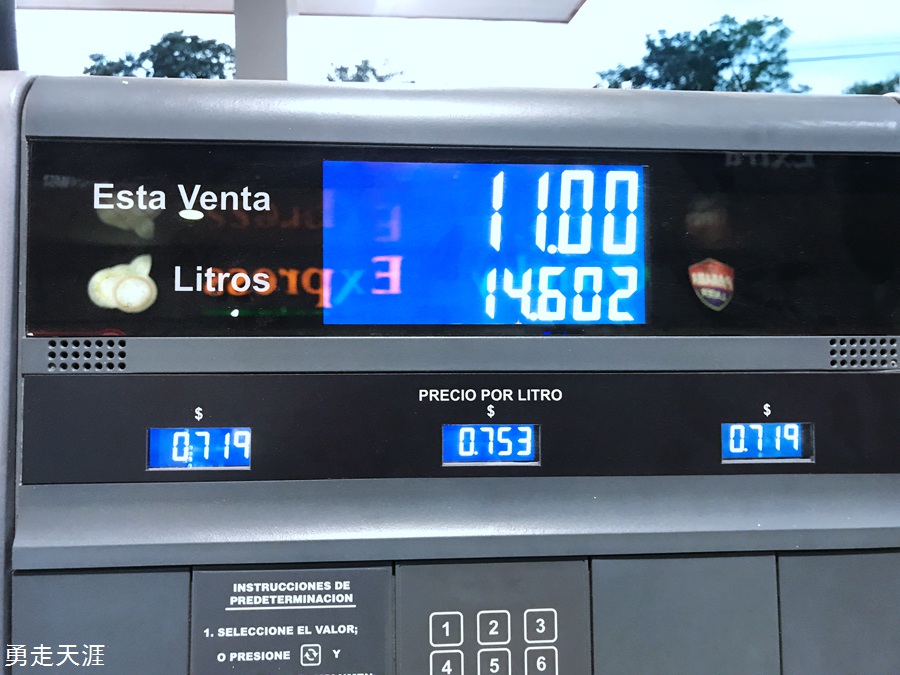 Esta Venta
11.00
Litros
14.602
Express
PRECIO POR LITRO
$ $ $
0.719 0.753 0.719
INSTRUCCIONES DE
PREDETERMINACION
1. SELECCIONE EL VALOR;
O PRESIONE Y
1 2 3
4 5 6
勇走天涯